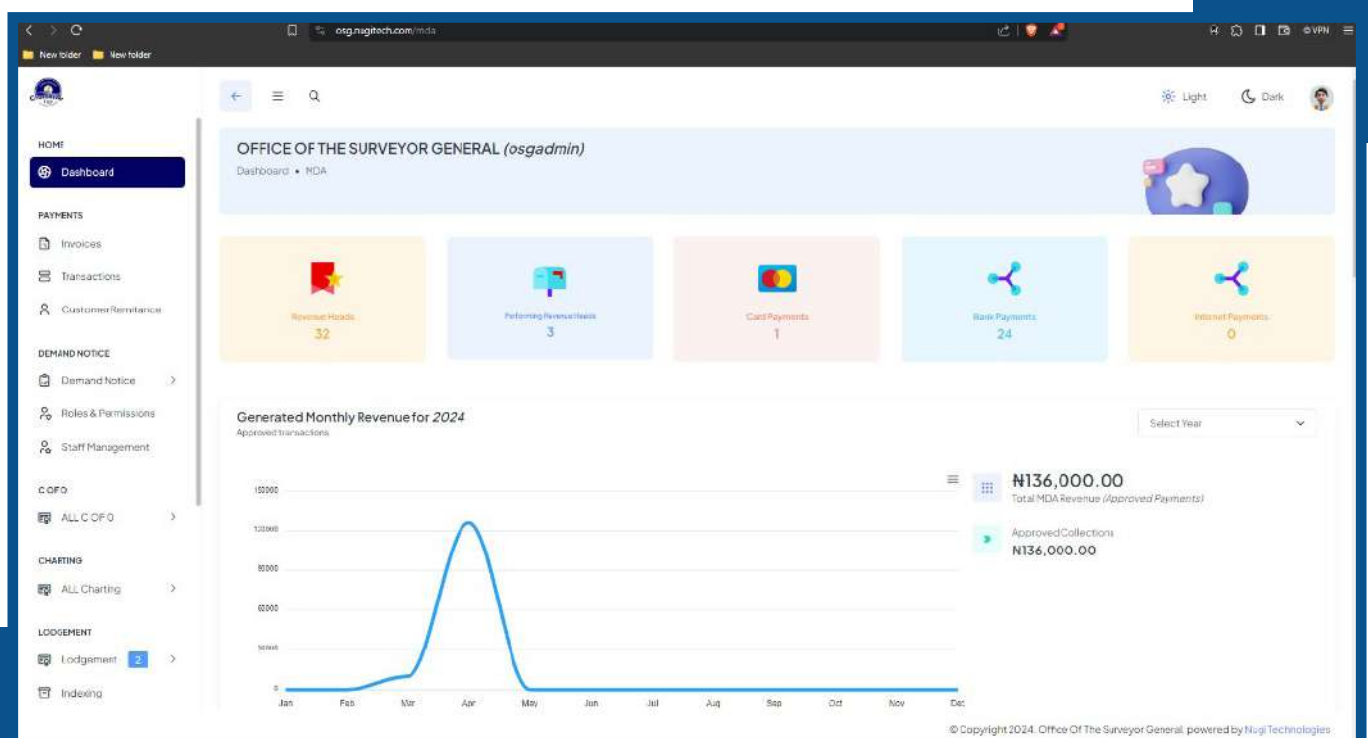 osg.nugitech.com/mda
VPN
New folder
New folder
Light
Dark
HOME
Dashboard
PAYMENTS
Invoices
Transactions
Customer Remitance
DEMAND NOTICE
Demand Notice
Roles & Permissions
Staff Management
C OF O
ALL C OF O
CHARTING
ALL Charting
LODGEMENT
Lodgement 2
Indexing
OFFICE OF THE SURVEYOR GENERAL (osgadmin)
Dashboard • MDA
Revenue Heads
32
Performing Revenue Heads
3
Card Payments
1
Bank Payments
24
Internet Payments
0
Generated Monthly Revenue for 2024
Approved transactions
Select Year
150000
120000
90000
60000
30000
0
Jan Feb Mar Apr May Jun Jul Aug Sep Oct Nov Dec
₦136,000.00
Total MDA Revenue (Approved Payments)
Approved Collections
₦136,000.00
© Copyright 2024. Office Of The Surveyor General. powered by Nugi Technologies